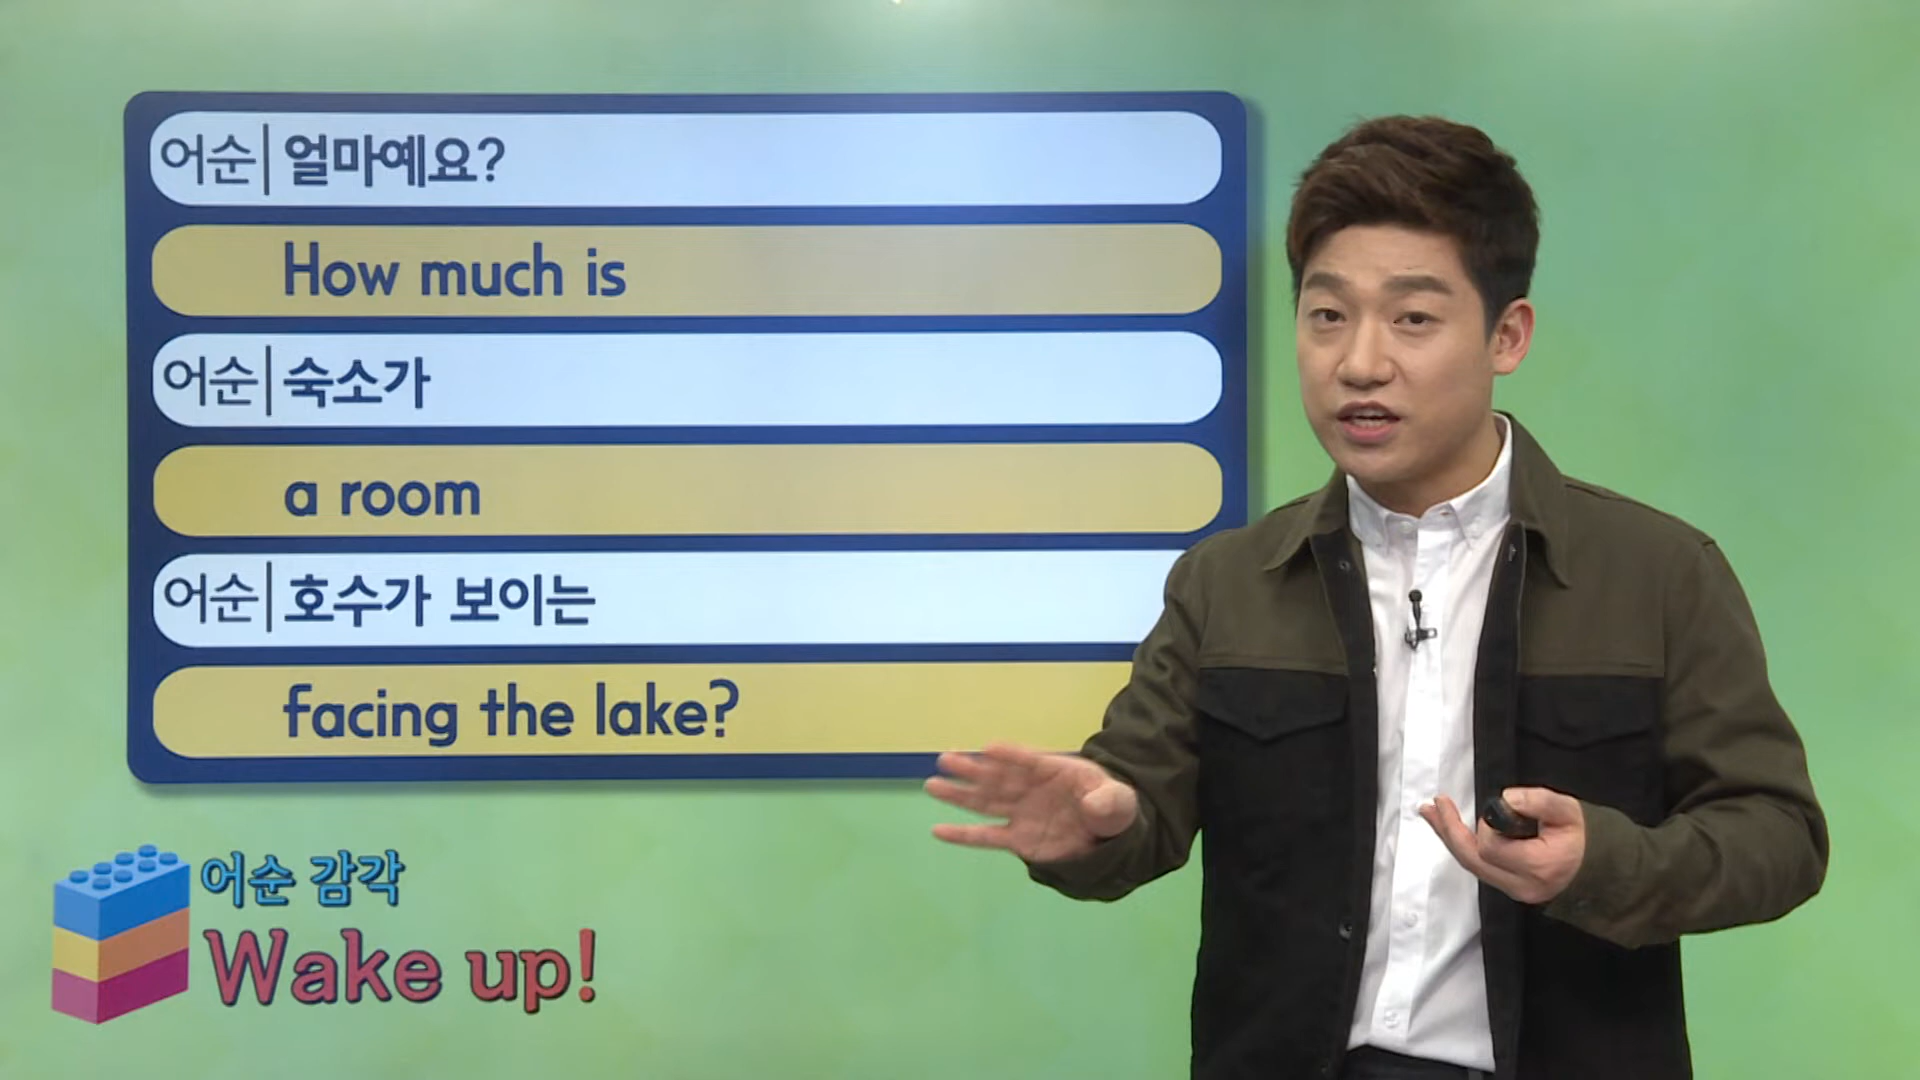 어순| 얼마예요?
How much is
어순| 숙소가
a room
어순| 호수가 보이는
facing the lake?
어순 감각
Wake up!